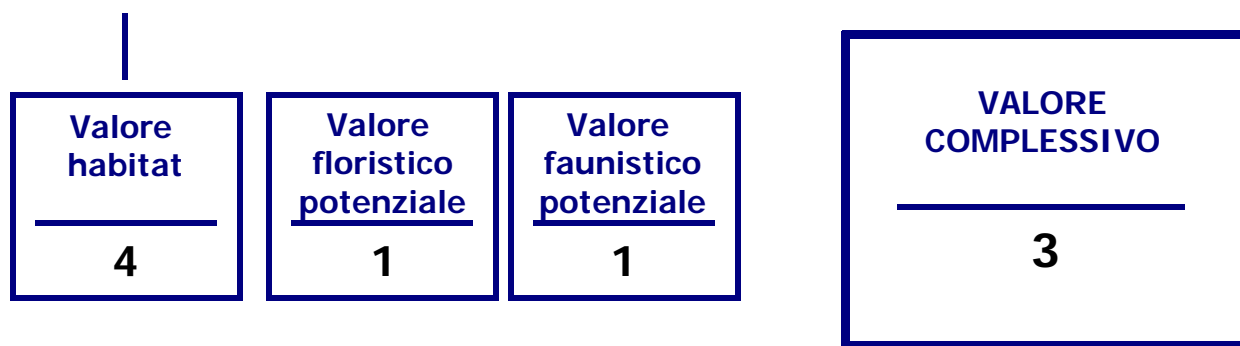 Valore
habitat
4
Valore
floristico
potenziale
1
Valore
faunistico
potenziale
1
VALORE
COMPLESSIVO
3